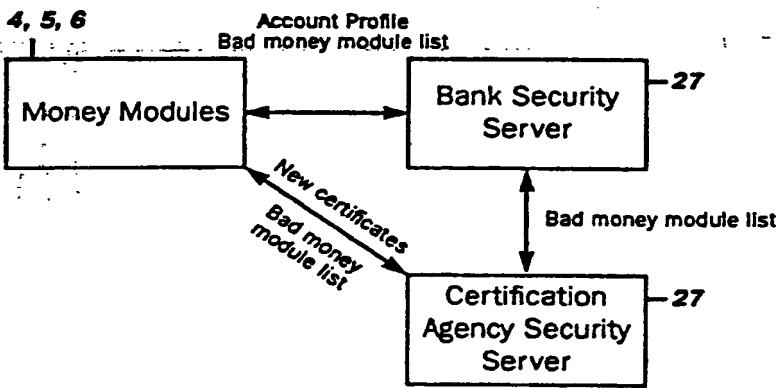 4, 5, 6
Account Profile
Bad money module list
Money Modules
Bank Security
Server
27
New certificates
Bad money
module list
Bad money module list
Certification
Agency Security
Server
27